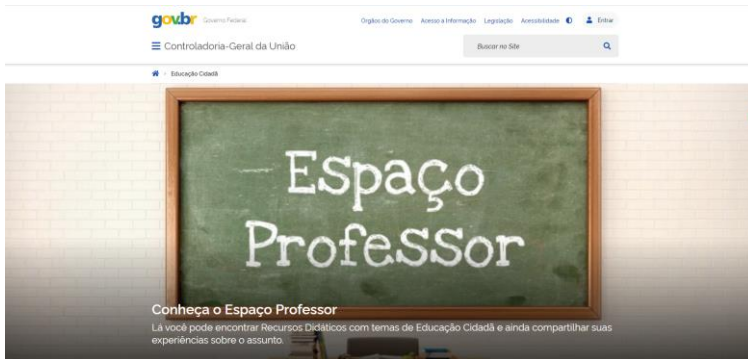 gov.br Governo Federal
Órgãos do Governo Acesso à Informação Legislação Acessibilidade Entrar
Controladoria-Geral da União
Buscar no Site
Educação Cidadã
Espaço
Professor
Conheça o Espaço Professor
Lá você pode encontrar Recursos Didáticos com temas de Educação Cidadã e ainda compartilhar suas
experiências sobre o assunto.